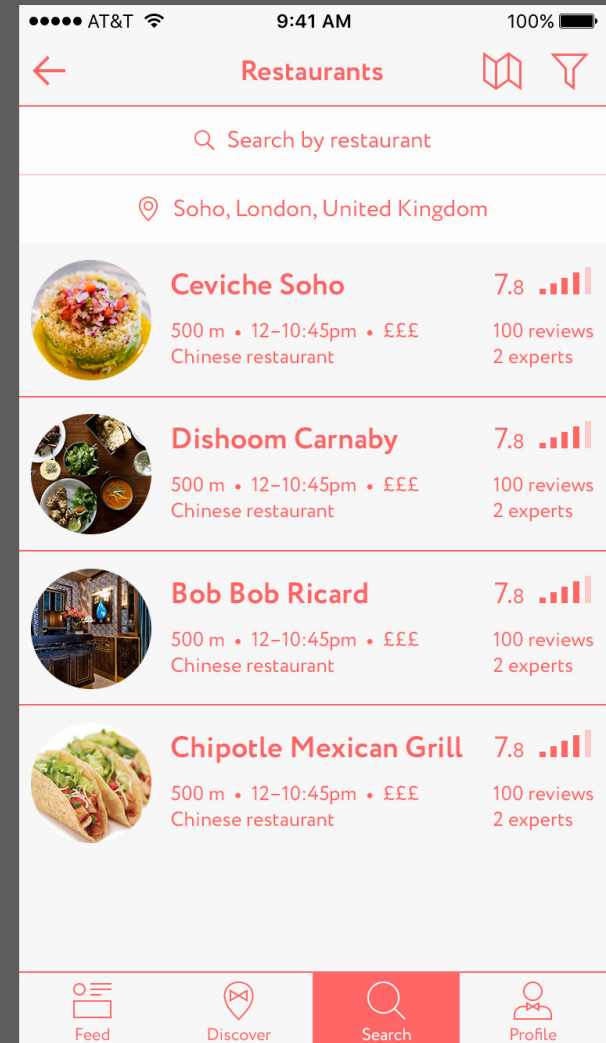 ●●●●● AT&T 9:41 AM 100%
Restaurants
Search by restaurant
Soho, London, United Kingdom
Ceviche Soho 7.8
500 m • 12–10:45pm • £££ 100 reviews
Chinese restaurant 2 experts
Dishoom Carnaby 7.8
500 m • 12–10:45pm • £££ 100 reviews
Chinese restaurant 2 experts
Bob Bob Ricard 7.8
500 m • 12–10:45pm • £££ 100 reviews
Chinese restaurant 2 experts
Chipotle Mexican Grill 7.8
500 m • 12–10:45pm • £££ 100 reviews
Chinese restaurant 2 experts
Feed Discover Search Profile